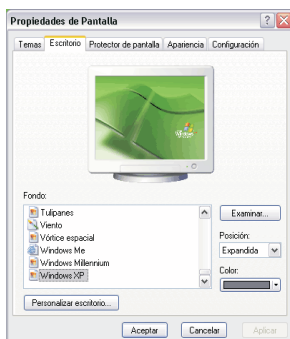 Propiedades de Pantalla
Temas Escritorio Protector de pantalla Apariencia Configuración
Fondo:
Tulipanes
Viento
Vórtice espacial
Windows Me
Windows Millennium
Windows XP
Examinar...
Posición:
Expandida
Color:
Personalizar escritorio...
Aceptar Cancelar Aplicar